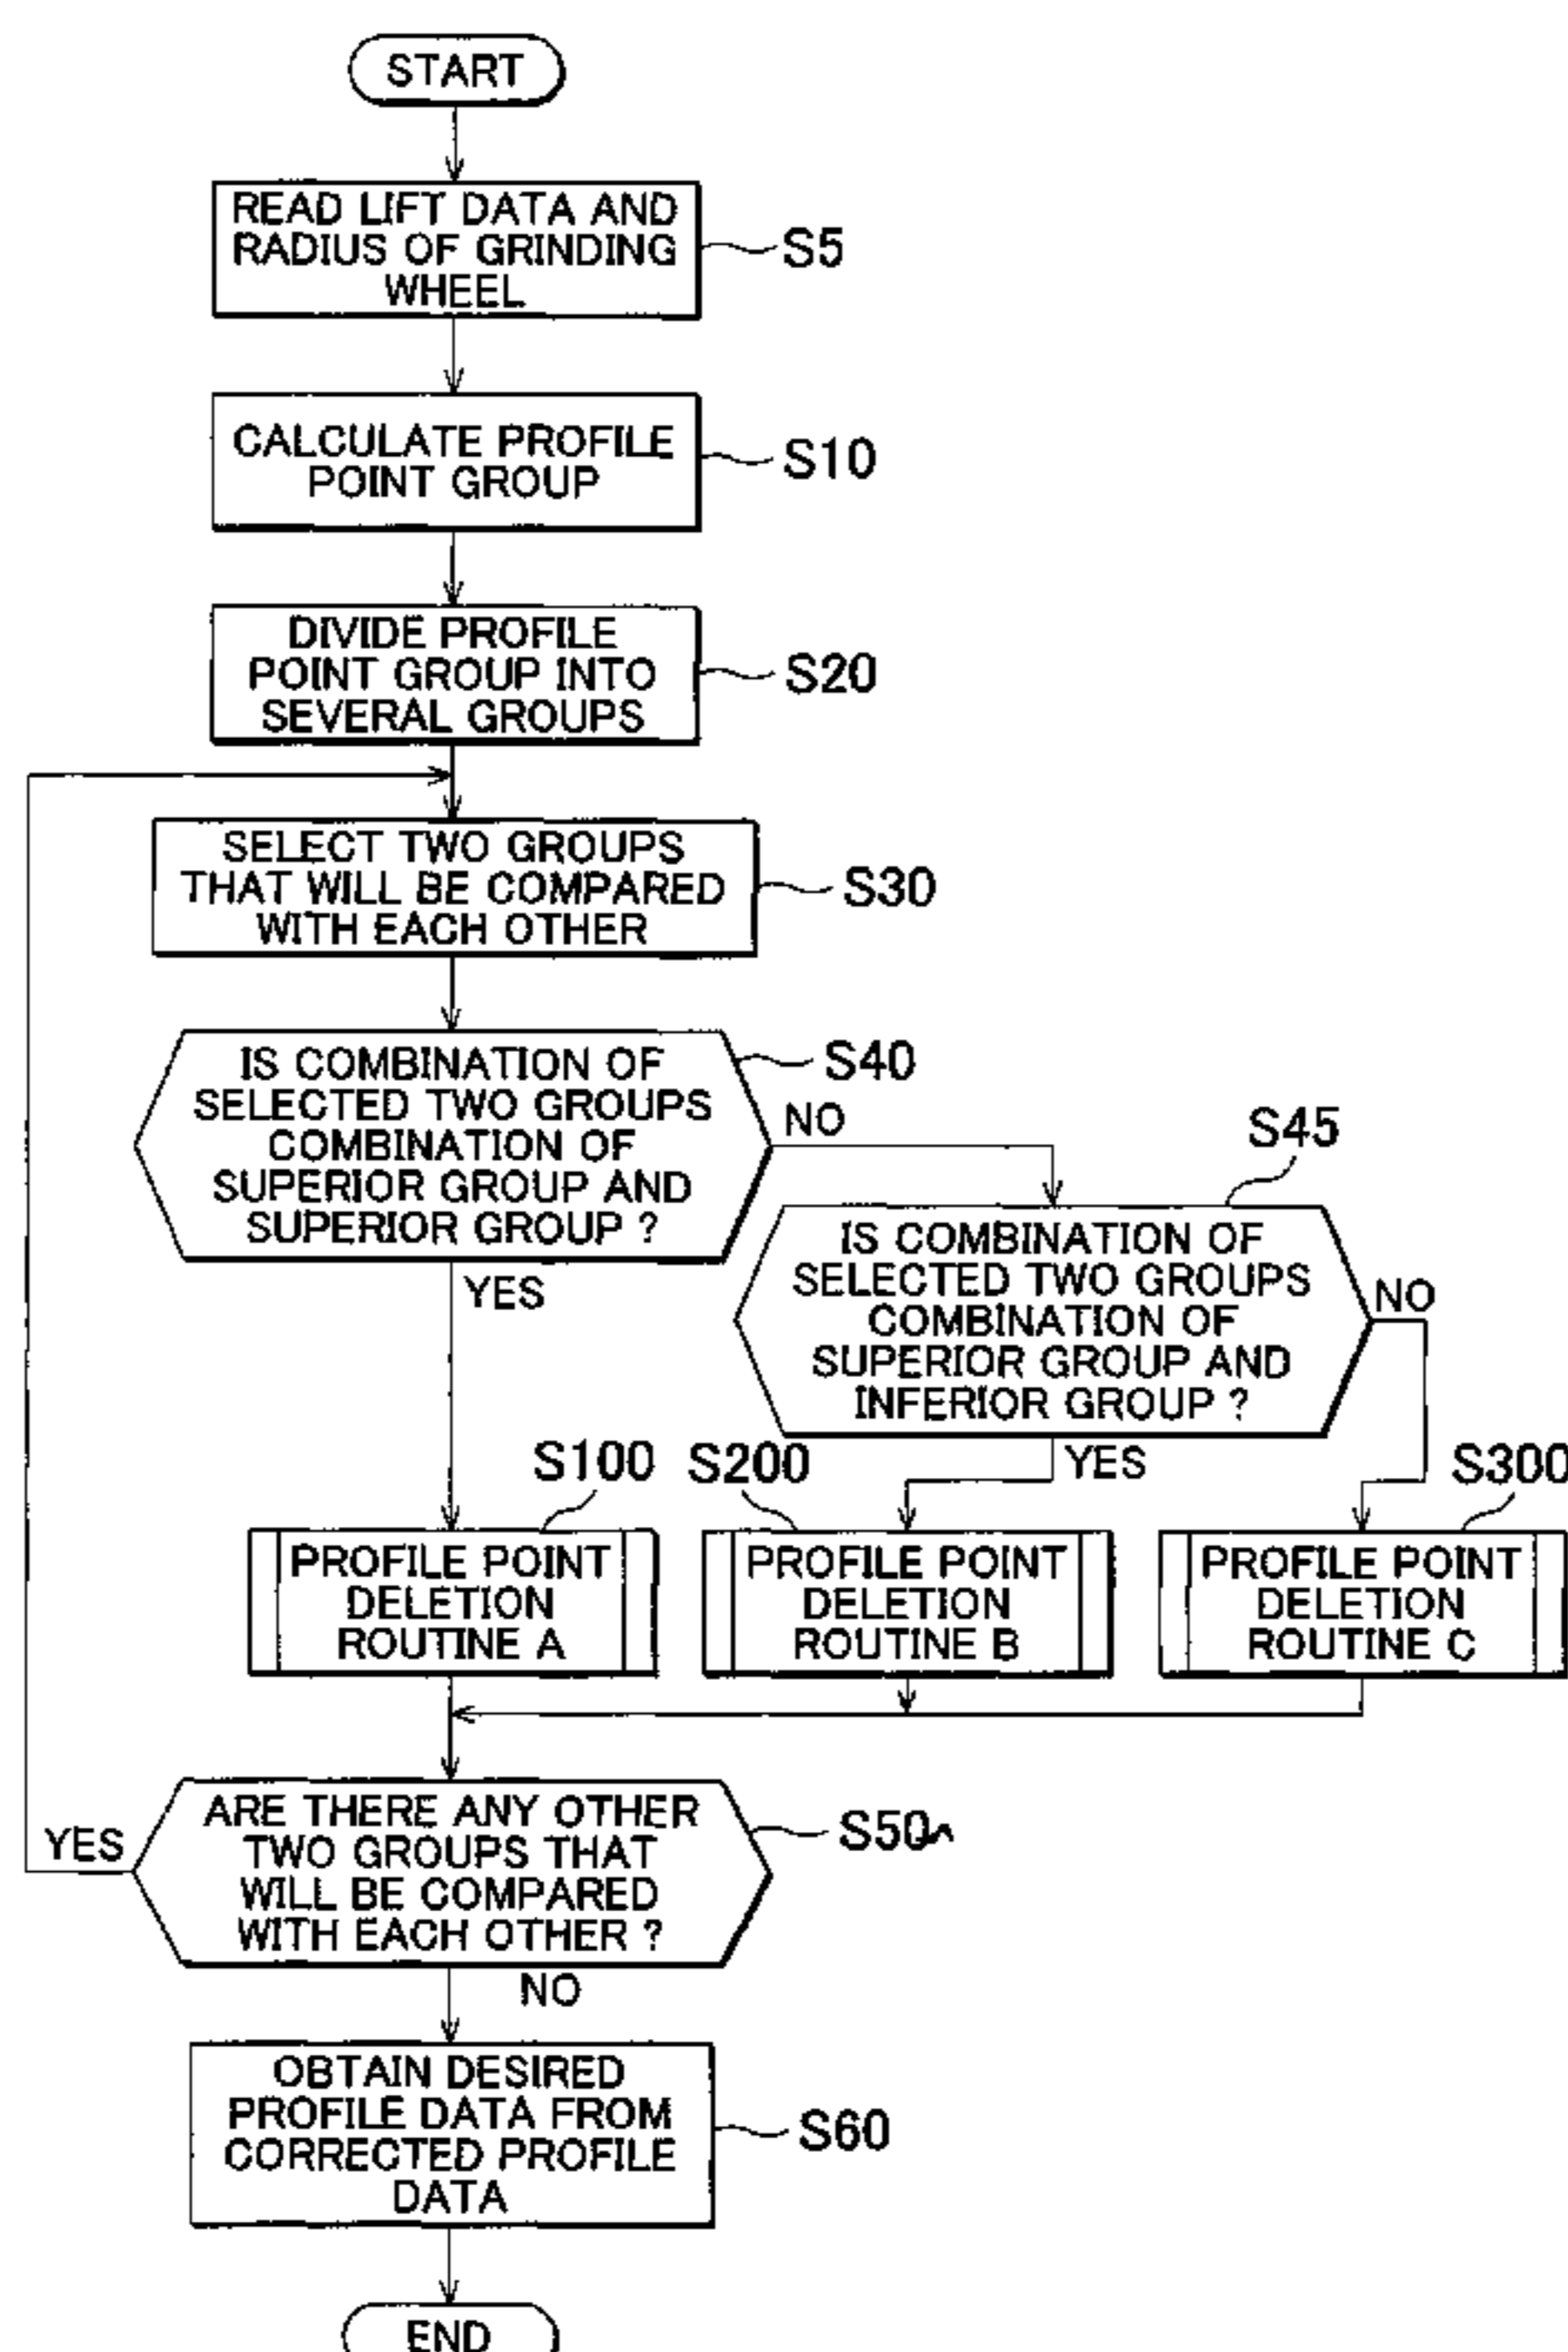 START
READ LIFT DATA AND
RADIUS OF GRINDING
WHEEL
S5
CALCULATE PROFILE
POINT GROUP
S10
DIVIDE PROFILE
POINT GROUP INTO
SEVERAL GROUPS
S20
SELECT TWO GROUPS
THAT WILL BE COMPARED
WITH EACH OTHER
S30
IS COMBINATION OF
SELECTED TWO GROUPS
COMBINATION OF
SUPERIOR GROUP AND
SUPERIOR GROUP ?
S40
NO
YES
S45
IS COMBINATION OF
SELECTED TWO GROUPS
COMBINATION OF
SUPERIOR GROUP AND
INFERIOR GROUP ?
NO
YES
S100
PROFILE POINT
DELETION
ROUTINE A
S200
PROFILE POINT
DELETION
ROUTINE B
S300
PROFILE POINT
DELETION
ROUTINE C
ARE THERE ANY OTHER
TWO GROUPS THAT
WILL BE COMPARED
WITH EACH OTHER ?
S50
YES
NO
OBTAIN DESIRED
PROFILE DATA FROM
CORRECTED PROFILE
DATA
S60
END